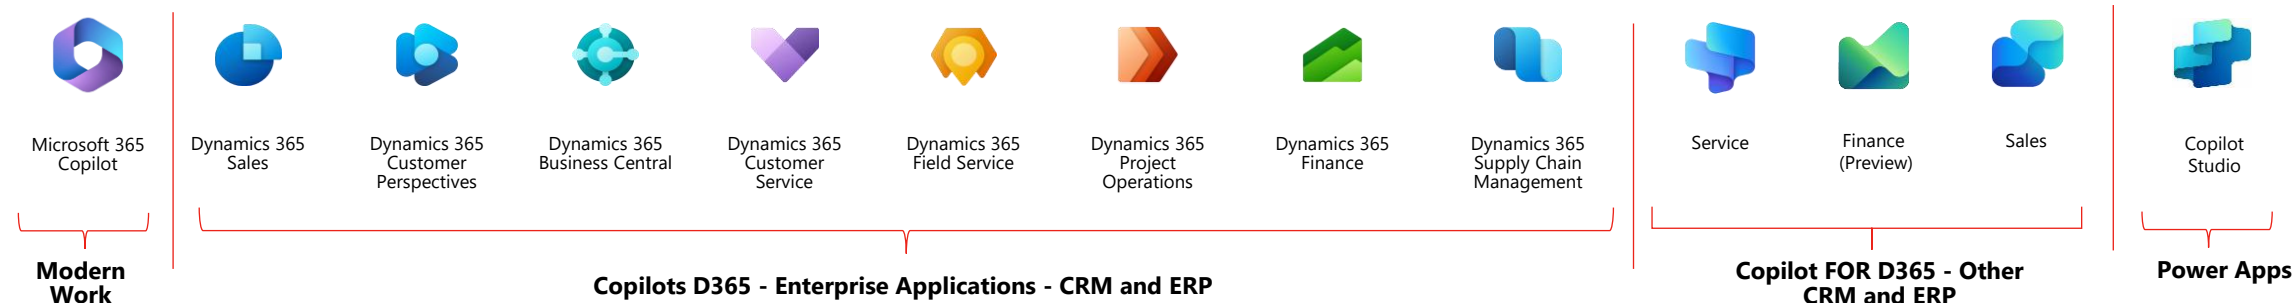 Microsoft 365
Copilot
Dynamics 365
Sales
Dynamics 365
Customer
Perspectives
Dynamics 365
Business Central
Dynamics 365
Customer
Service
Dynamics 365
Field Service
Dynamics 365
Project
Operations
Dynamics 365
Finance
Dynamics 365
Supply Chain
Management
Service
Finance
(Preview)
Sales
Copilot
Studio
Modern
Work
Copilots D365 - Enterprise Applications - CRM and ERP
Copilot FOR D365 - Other
CRM and ERP
Power Apps